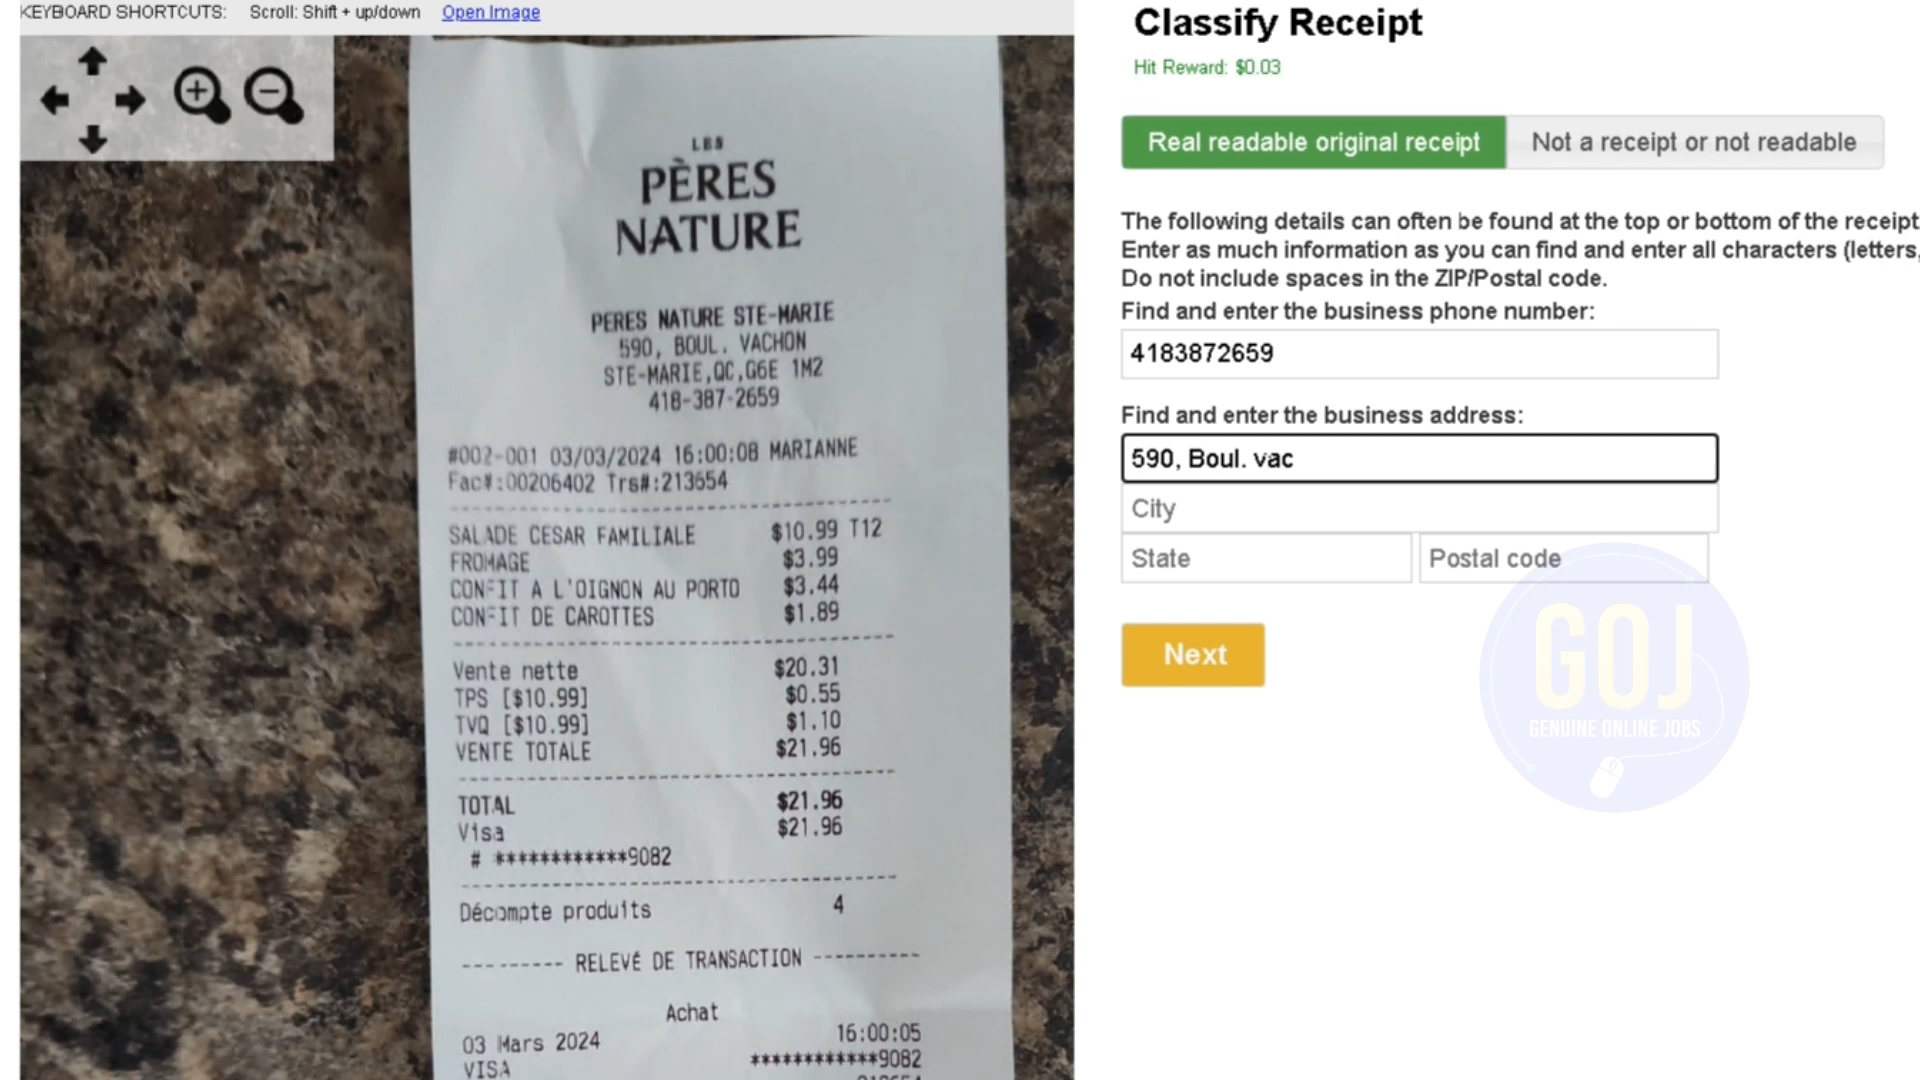 KEYBOARD SHORTCUTS: Scroll: Shift + up/down Open Image
LES
PÈRES
NATURE
PERES NATURE STE-MARIE
590, BOUL. VACHON
STE-MARIE,QC,G6E 1M2
418-387-2659
#002-001 03/03/2024 16:00:08 MARIANNE
Fac#:00206402 Trs#:213654
SALADE CESAR FAMILIALE $10.99 T12
FROMAGE $3.99
CONFIT A L'OIGNON AU PORTO $3.44
CONFIT DE CAROTTES $1.89
Vente nette $20.31
TPS [$10.99] $0.55
TVQ [$10.99] $1.10
VENTE TOTALE $21.96
TOTAL $21.96
Visa $21.96
# ************9082
Décompte produits 4
--------- RELEVÉ DE TRANSACTION ---------
Achat
03 Mars 2024 16:00:05
VISA ************9082
Classify Receipt
Hit Reward: $0.03
Real readable original receipt
Not a receipt or not readable
The following details can often be found at the top or bottom of the receipt
Enter as much information as you can find and enter all characters (letters,
Do not include spaces in the ZIP/Postal code.
Find and enter the business phone number:
4183872659
Find and enter the business address:
590, Boul. vac
City
State
Postal code
Next
GOJ
GENUINE ONLINE JOBS